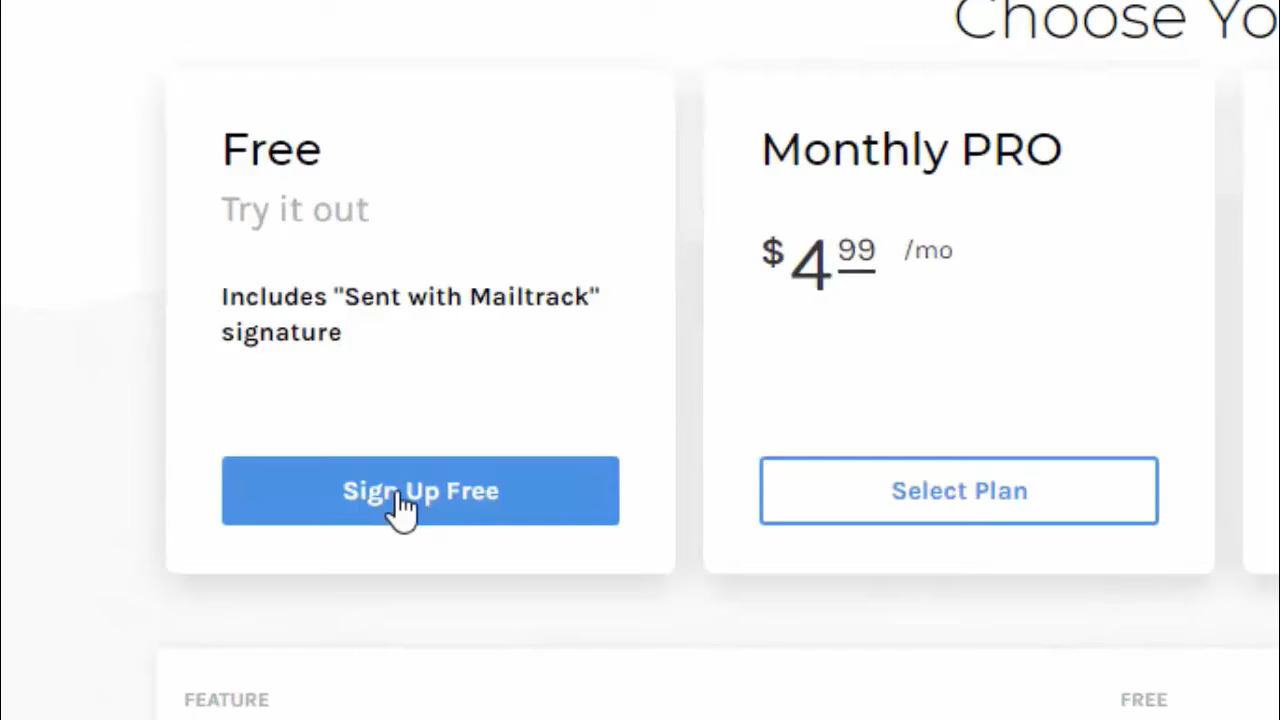 Choose Yo
Free
Try it out
Includes "Sent with Mailtrack"
signature
Sign Up Free
Monthly PRO
$4 99 /mo
Select Plan
FEATURE
FREE